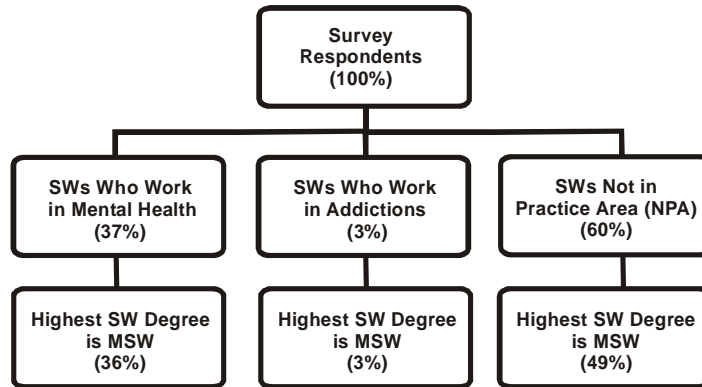 Survey
Respondents
(100%)
SWs Who Work
in Mental Health
(37%)
SWs Who Work
in Addictions
(3%)
SWs Not in
Practice Area (NPA)
(60%)
Highest SW Degree
is MSW
(36%)
Highest SW Degree
is MSW
(3%)
Highest SW Degree
is MSW
(49%)